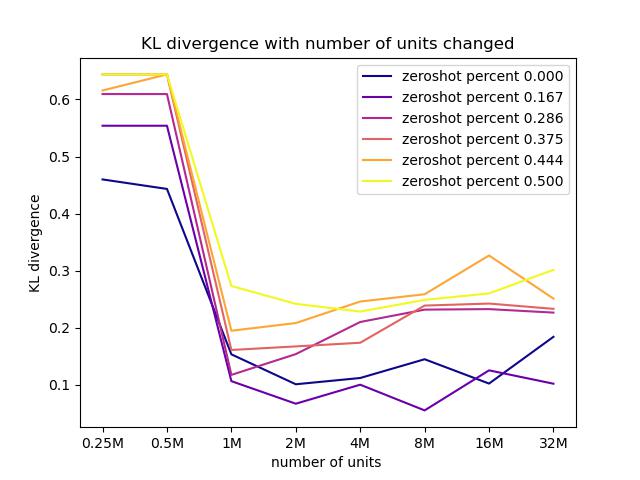 KL divergence with number of units changed
zeroshot percent 0.000
zeroshot percent 0.167
zeroshot percent 0.286
zeroshot percent 0.375
zeroshot percent 0.444
zeroshot percent 0.500
KL divergence
0.6
0.5
0.4
0.3
0.2
0.1
0.25M 0.5M 1M 2M 4M 8M 16M 32M
number of units